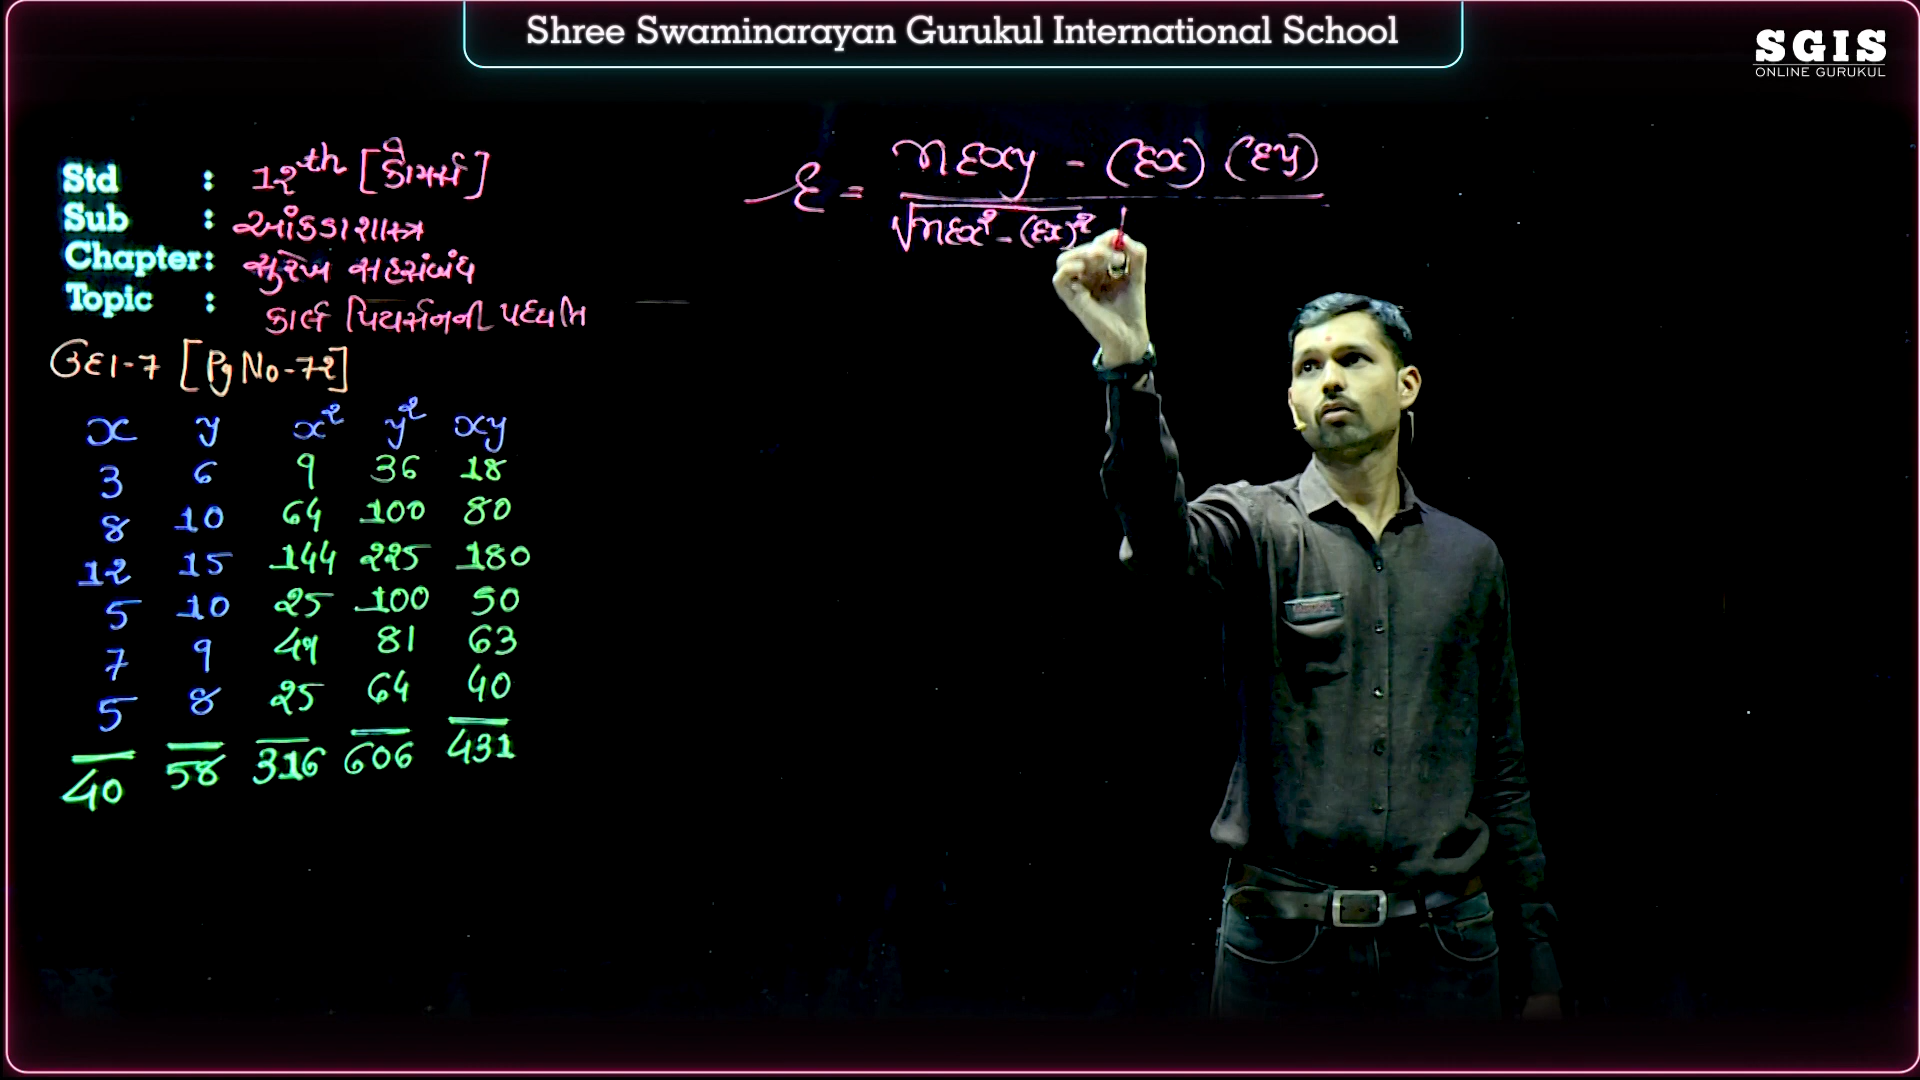 Shree Swaminarayan Gurukul International School
SGIS
ONLINE GURUKUL
Std : 12th [કોમર્સ]
Sub : આંકડાશાસ્ત્ર
Chapter: સુરેખ સહસંબંધ
Topic : કાર્લ પિયર્સનની પદ્ધતિ
ઉદા-7 [Pg No-72]
x y x² y² xy
3 6 9 36 18
8 10 64 100 80
12 15 144 225 180
5 10 25 100 50
7 9 49 81 63
5 8 25 64 40
40 58 316 606 431
r = nΣxy - (Σx) (Σy)
√nΣx² - (Σx)²